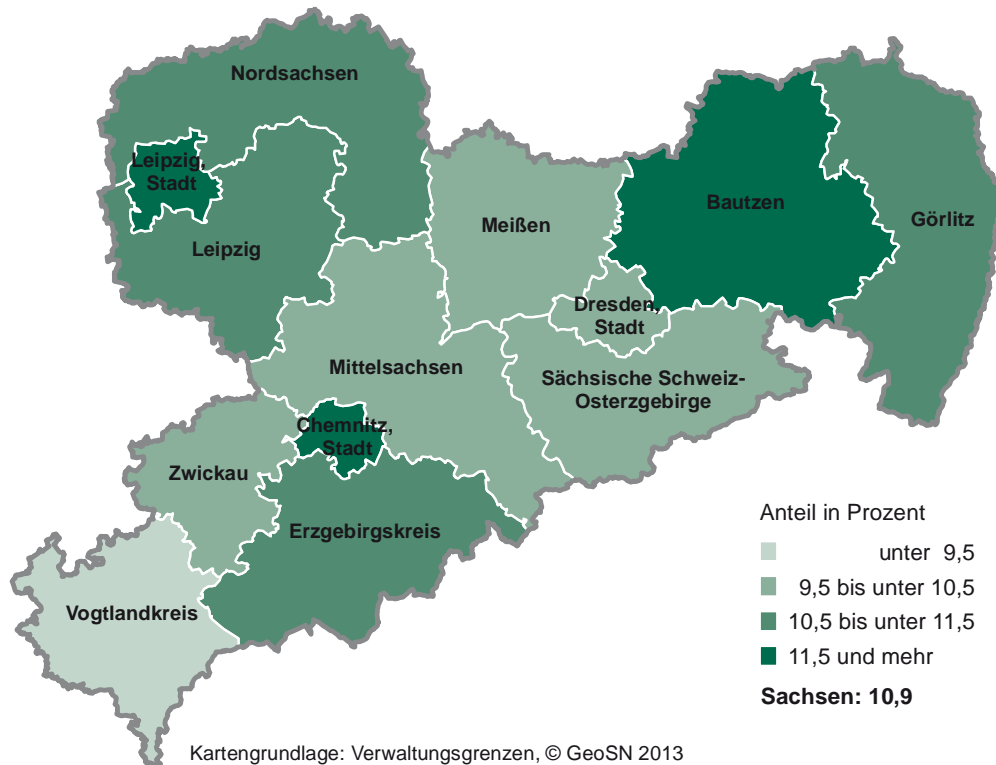 Nordsachsen
Leipzig,
Stadt
Leipzig
Meißen
Bautzen
Görlitz
Dresden,
Stadt
Mittelsachsen
Sächsische Schweiz-
Osterzgebirge
Chemnitz,
Stadt
Zwickau
Erzgebirgskreis
Vogtlandkreis
Anteil in Prozent
unter 9,5
9,5 bis unter 10,5
10,5 bis unter 11,5
11,5 und mehr
Sachsen: 10,9
Kartengrundlage: Verwaltungsgrenzen, © GeoSN 2013